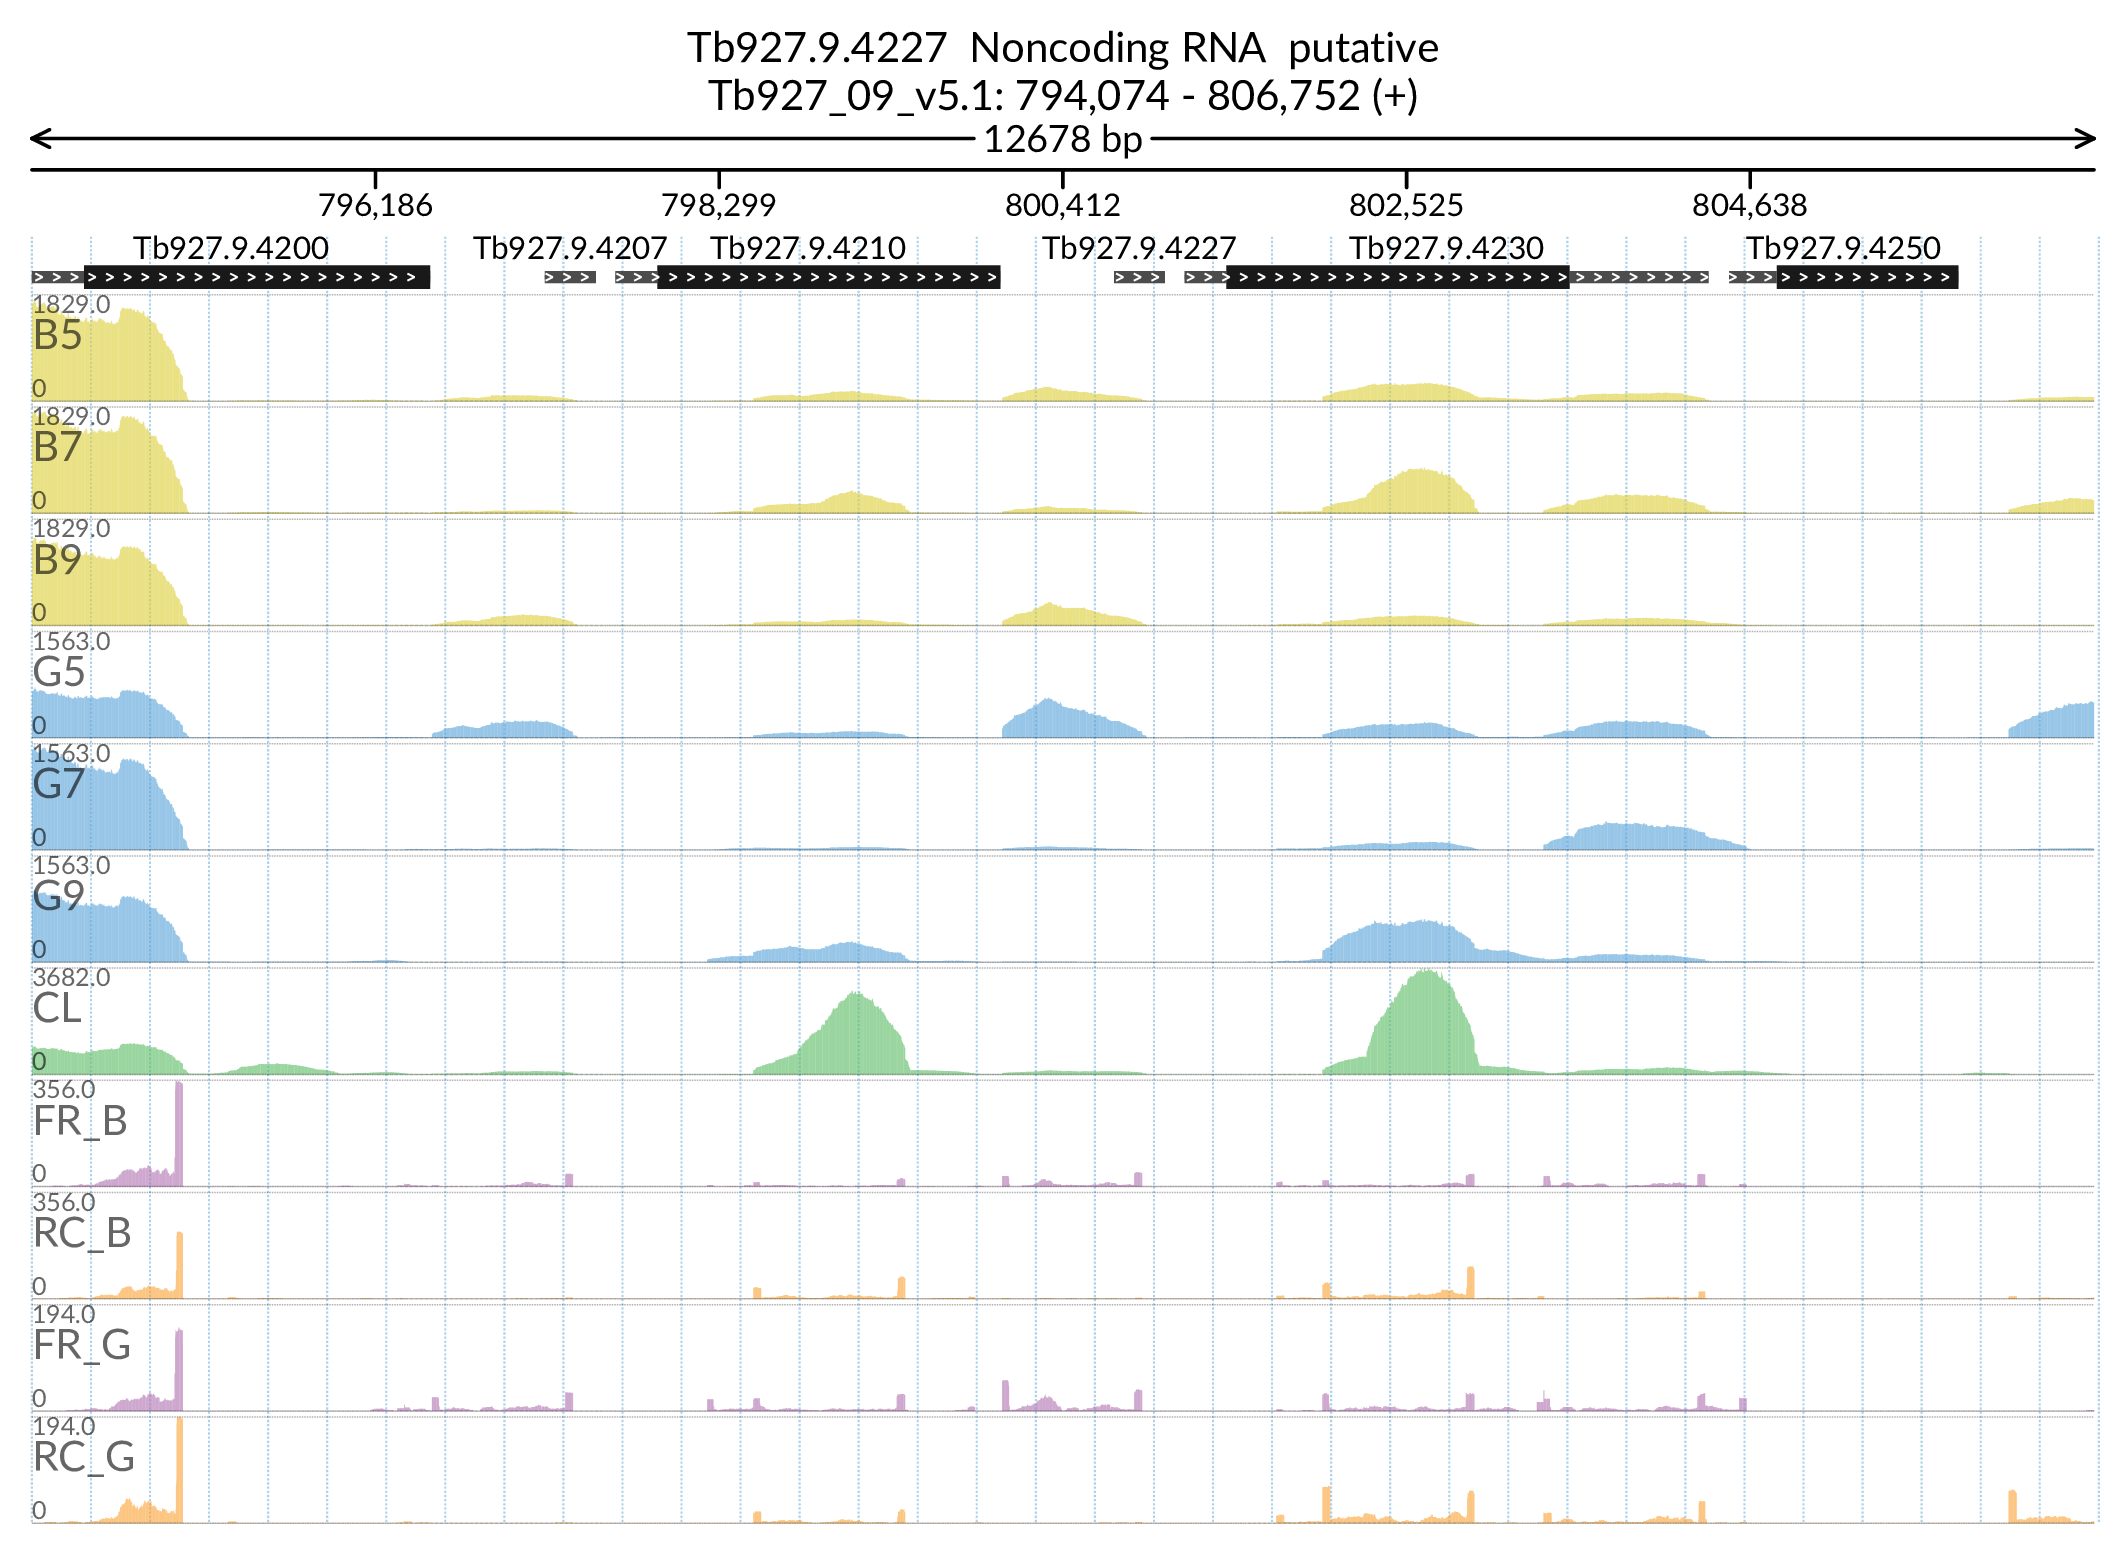 Tb927.9.4227 Noncoding RNA putative
Tb927_09_v5.1: 794,074 - 806,752 (+)
12678 bp
796,186 798,299 800,412 802,525 804,638
Tb927.9.4200 Tb927.9.4207 Tb927.9.4210 Tb927.9.4227 Tb927.9.4230 Tb927.9.4250
1829.0
B5
0
1829.0
B7
0
1829.0
B9
0
1563.0
G5
0
1563.0
G7
0
1563.0
G9
0
3682.0
CL
0
356.0
FR_B
0
356.0
RC_B
0
194.0
FR_G
0
194.0
RC_G
0